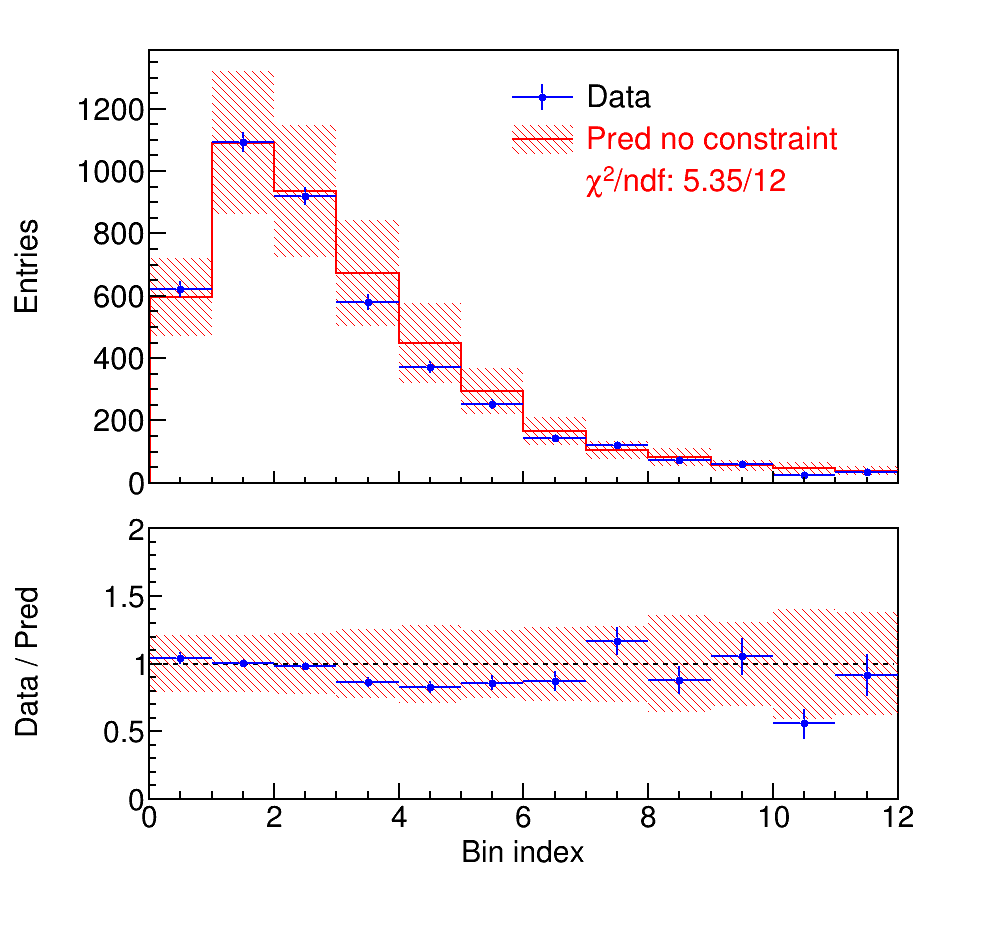 Entries
1200
1000
800
600
400
200
0
Data
Pred no constraint
χ²/ndf: 5.35/12
Data / Pred
2
1.5
1
0.5
0
0 2 4 6 8 10 12
Bin index